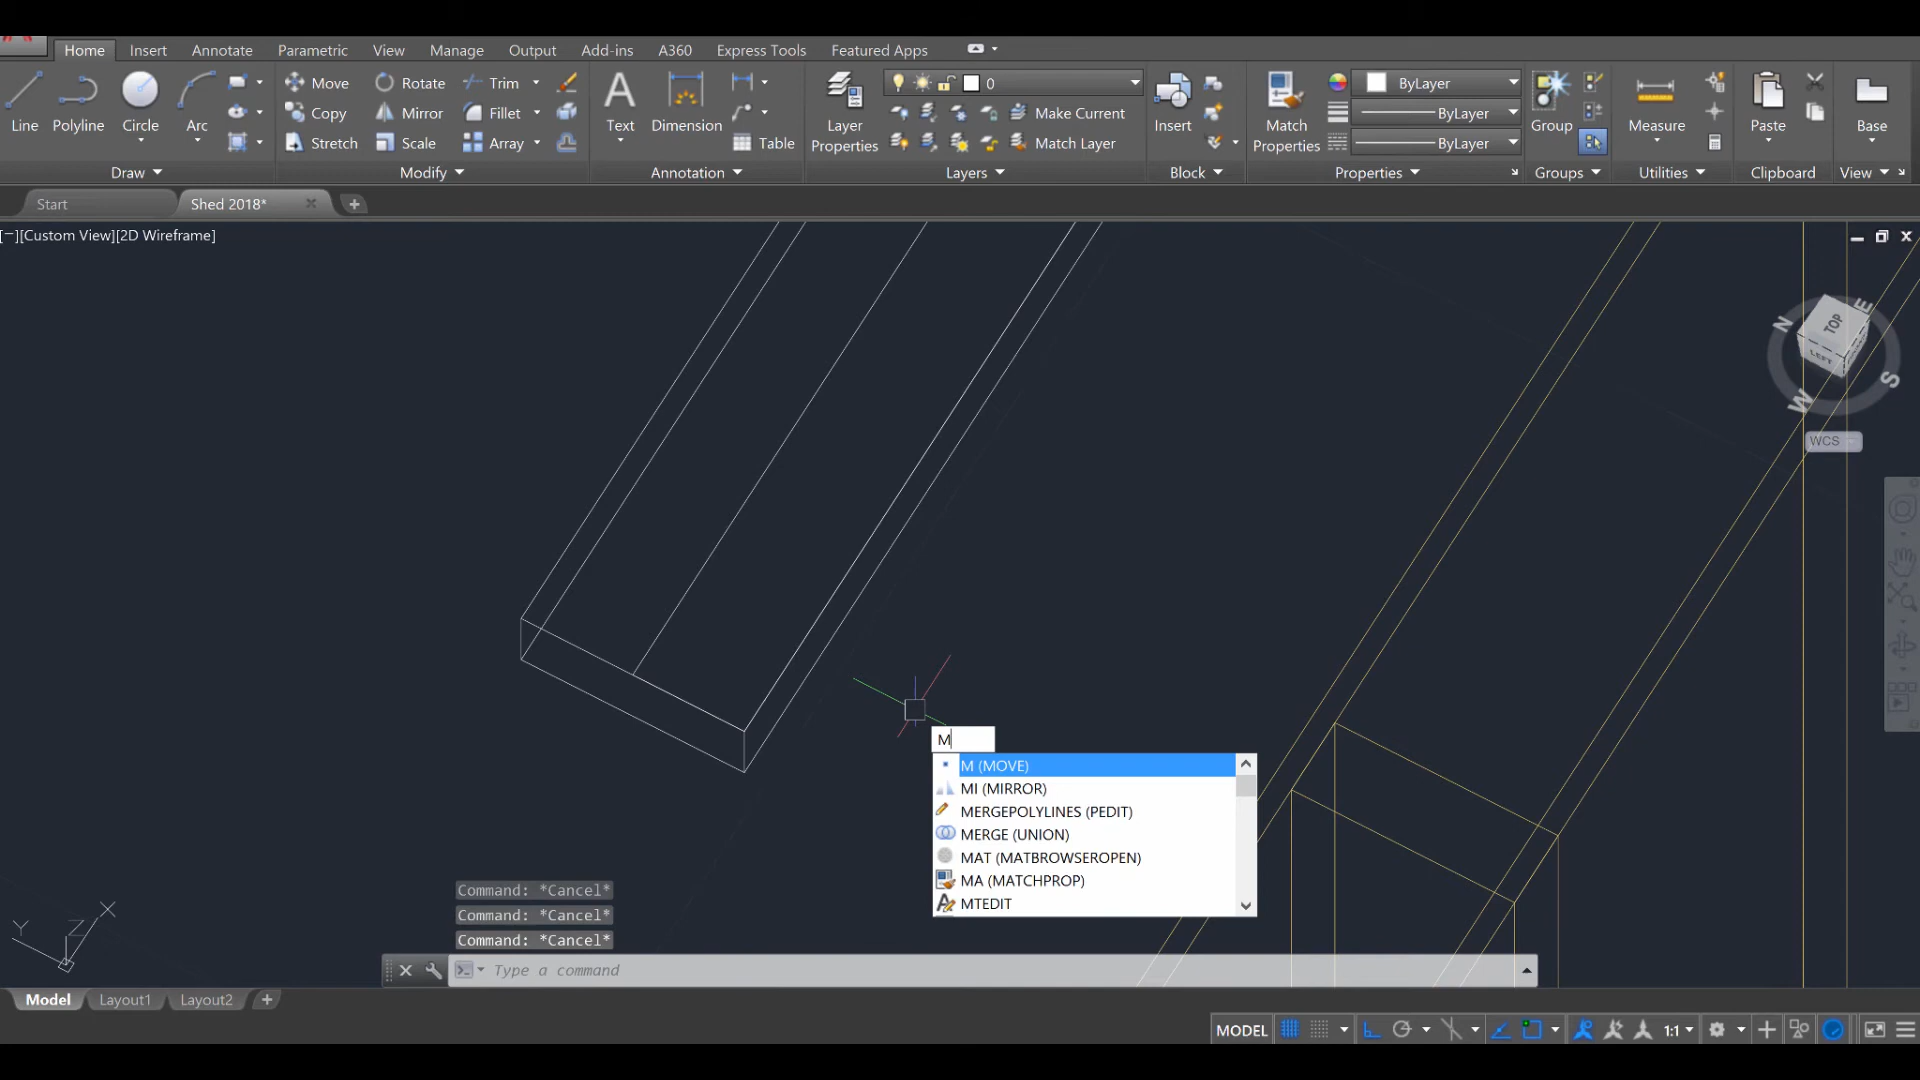 Home Insert Annotate Parametric View Manage Output Add-ins A360 Express Tools Featured Apps
Line Polyline Circle Arc
Move Rotate Trim
Copy Mirror Fillet
Stretch Scale Array
Text Dimension Table
Layer Properties
0
Make Current
Match Layer
Insert
Match Properties
ByLayer
ByLayer
ByLayer
Group
Measure
Paste
Base
Draw Modify Annotation Layers Block Properties Groups Utilities Clipboard View
Start Shed 2018*
[−][Custom View][2D Wireframe]
N E
TOP
LEFT
W S
WCS
M
M (MOVE)
MI (MIRROR)
MERGEPOLYLINES (PEDIT)
MERGE (UNION)
MAT (MATBROWSEROPEN)
MA (MATCHPROP)
MTEDIT
Command: *Cancel*
Command: *Cancel*
Command: *Cancel*
Y Z X
Type a command
Model Layout1 Layout2
MODEL 1:1